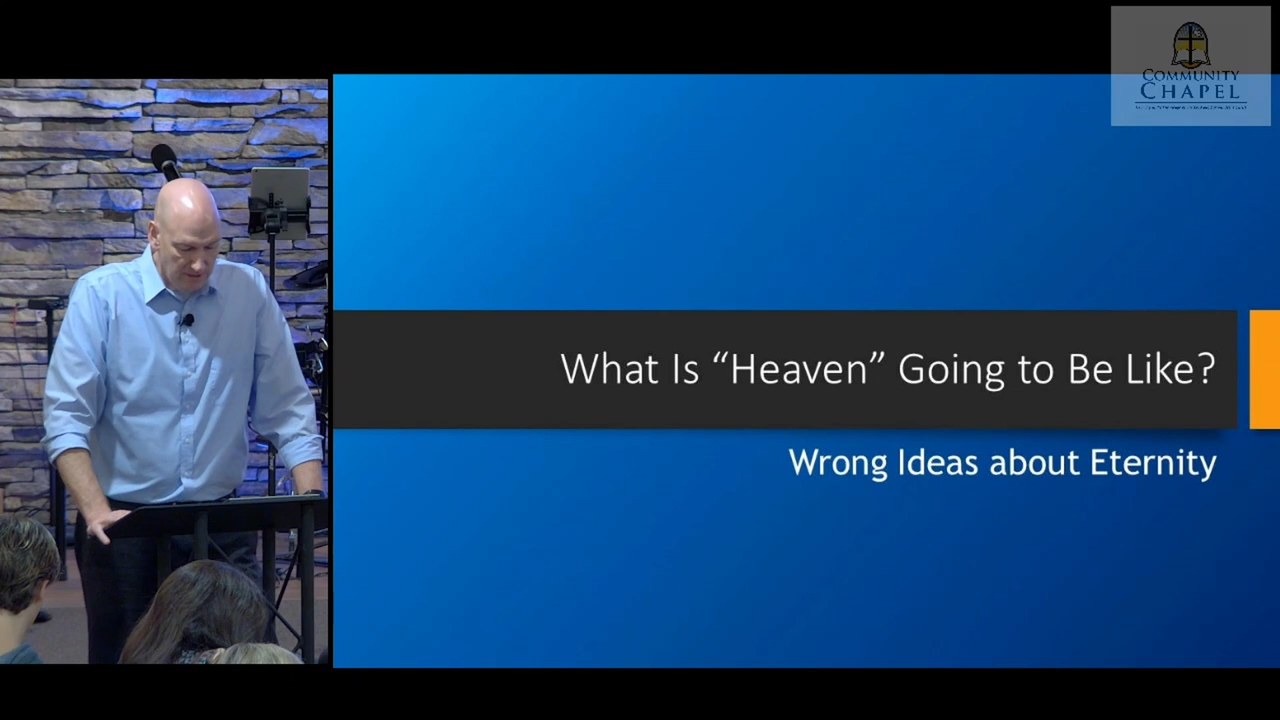 COMMUNITY
CHAPEL
What Is “Heaven” Going to Be Like?
Wrong Ideas about Eternity